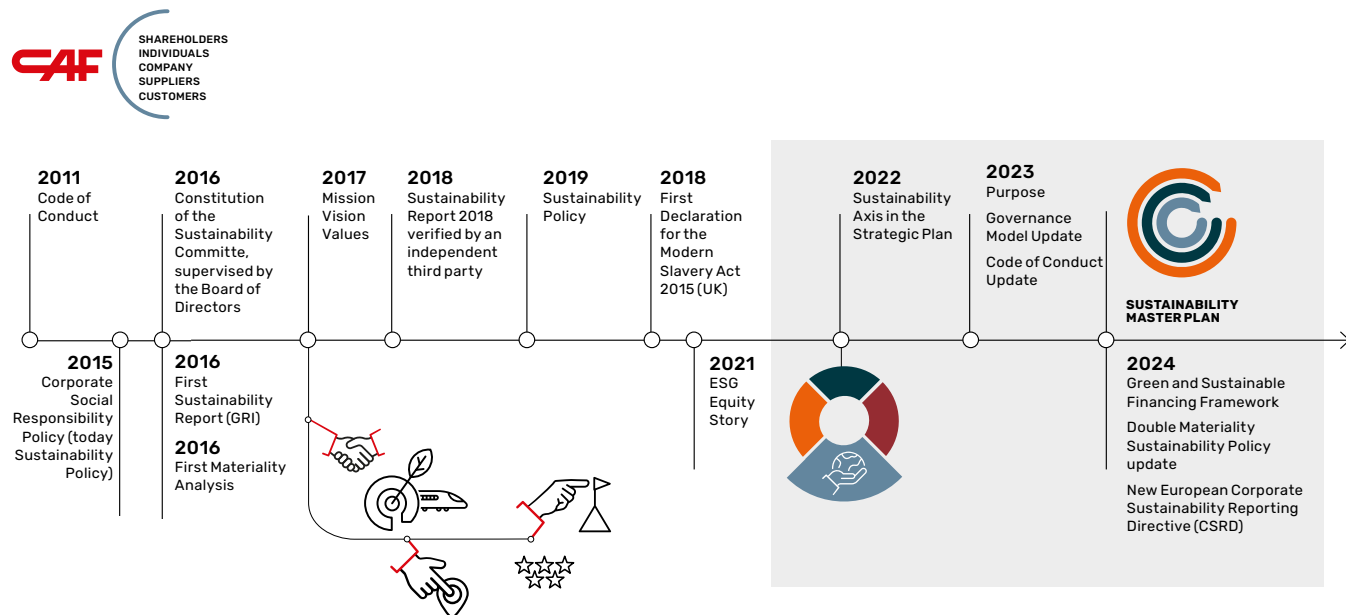 CAF
SHAREHOLDERS
INDIVIDUALS
COMPANY
SUPPLIERS
CUSTOMERS
2011
Code of
Conduct
2016
Constitution
of the
Sustainability
Committe,
supervised by
the Board of
Directors
2017
Mission
Vision
Values
2018
Sustainability
Report 2018
verified by an
independent
third party
2019
Sustainability
Policy
2018
First
Declaration
for the
Modern
Slavery Act
2015 (UK)
2022
Sustainability
Axis in the
Strategic Plan
2023
Purpose
Governance
Model Update
Code of Conduct
Update
SUSTAINABILITY
MASTER PLAN
2015
Corporate
Social
Responsibility
Policy (today
Sustainability
Policy)
2016
First
Sustainability
Report (GRI)
2016
First Materiality
Analysis
2021
ESG
Equity
Story
2024
Green and Sustainable
Financing Framework
Double Materiality
Sustainability Policy
update
New European Corporate
Sustainability Reporting
Directive (CSRD)